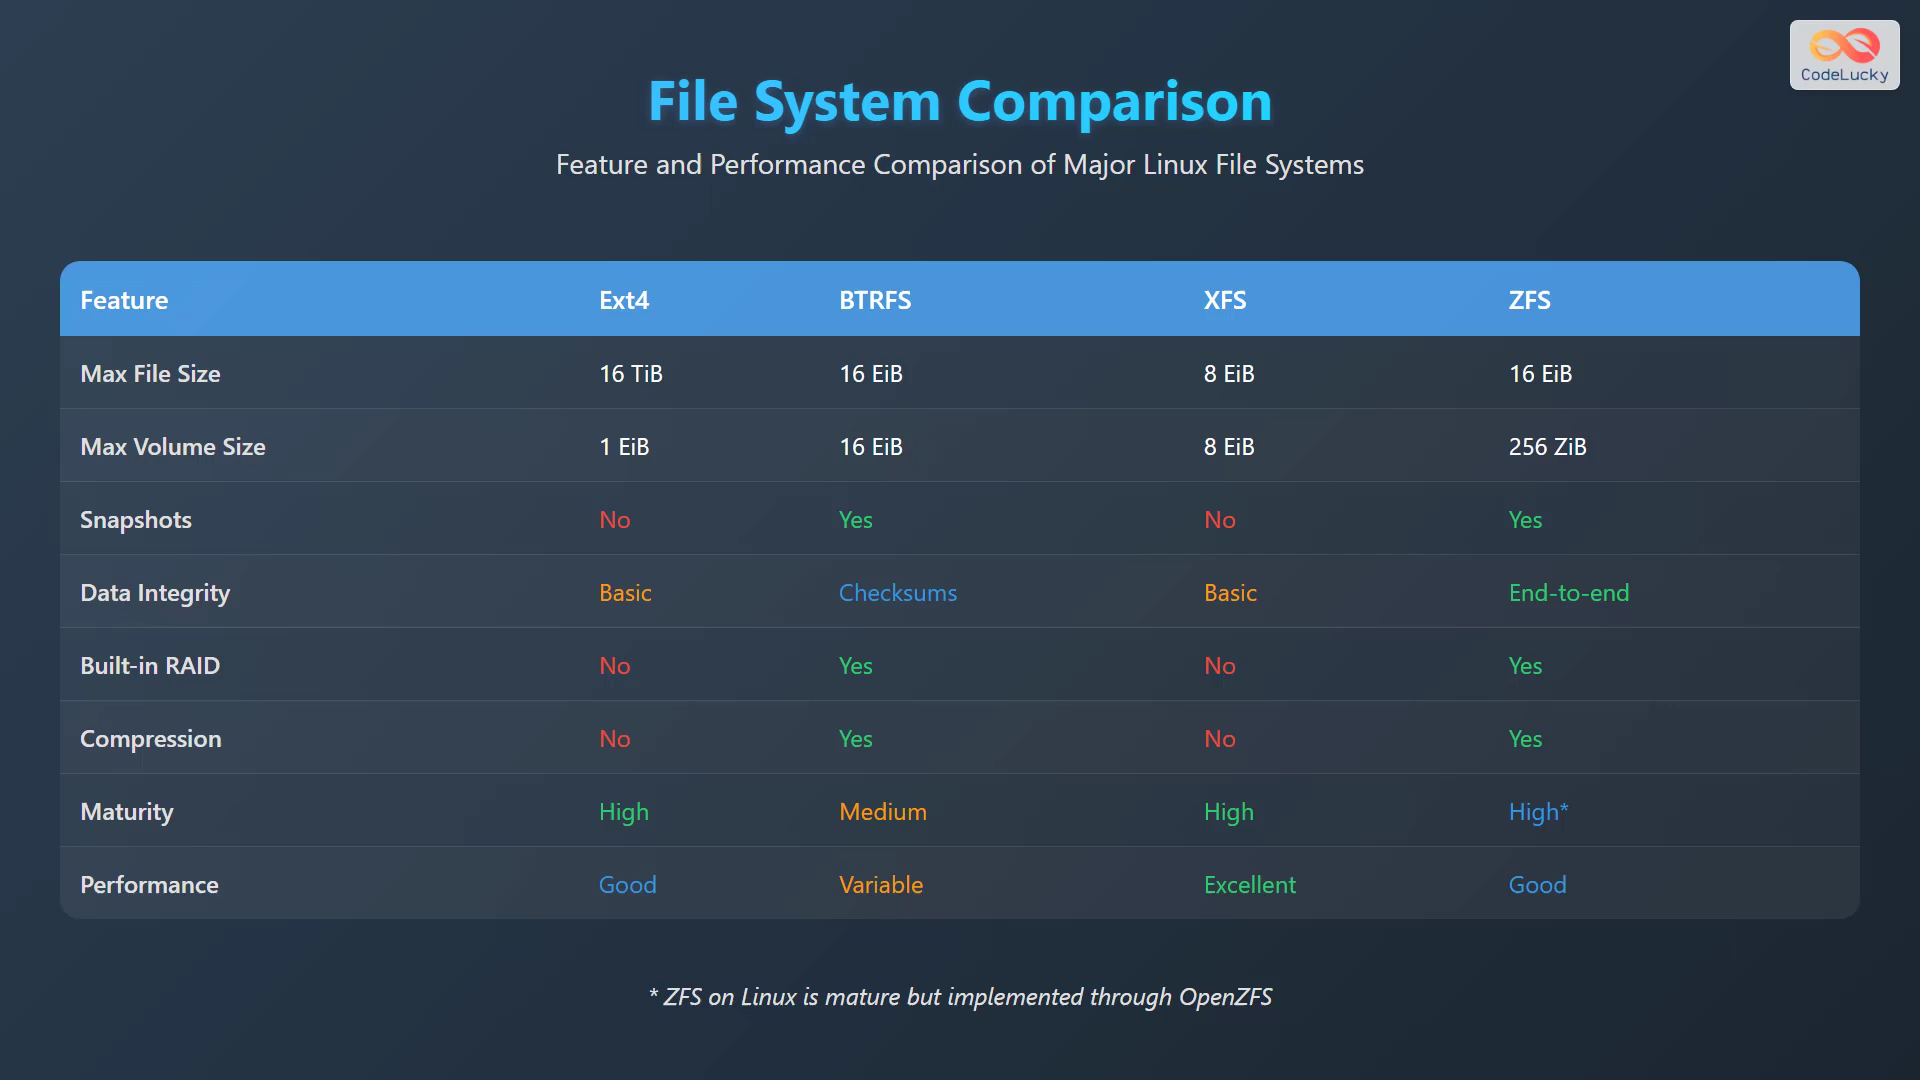 CodeLucky
File System Comparison
Feature and Performance Comparison of Major Linux File Systems
Feature Ext4 BTRFS XFS ZFS
Max File Size 16 TiB 16 EiB 8 EiB 16 EiB
Max Volume Size 1 EiB 16 EiB 8 EiB 256 ZiB
Snapshots No Yes No Yes
Data Integrity Basic Checksums Basic End-to-end
Built-in RAID No Yes No Yes
Compression No Yes No Yes
Maturity High Medium High High*
Performance Good Variable Excellent Good
* ZFS on Linux is mature but implemented through OpenZFS